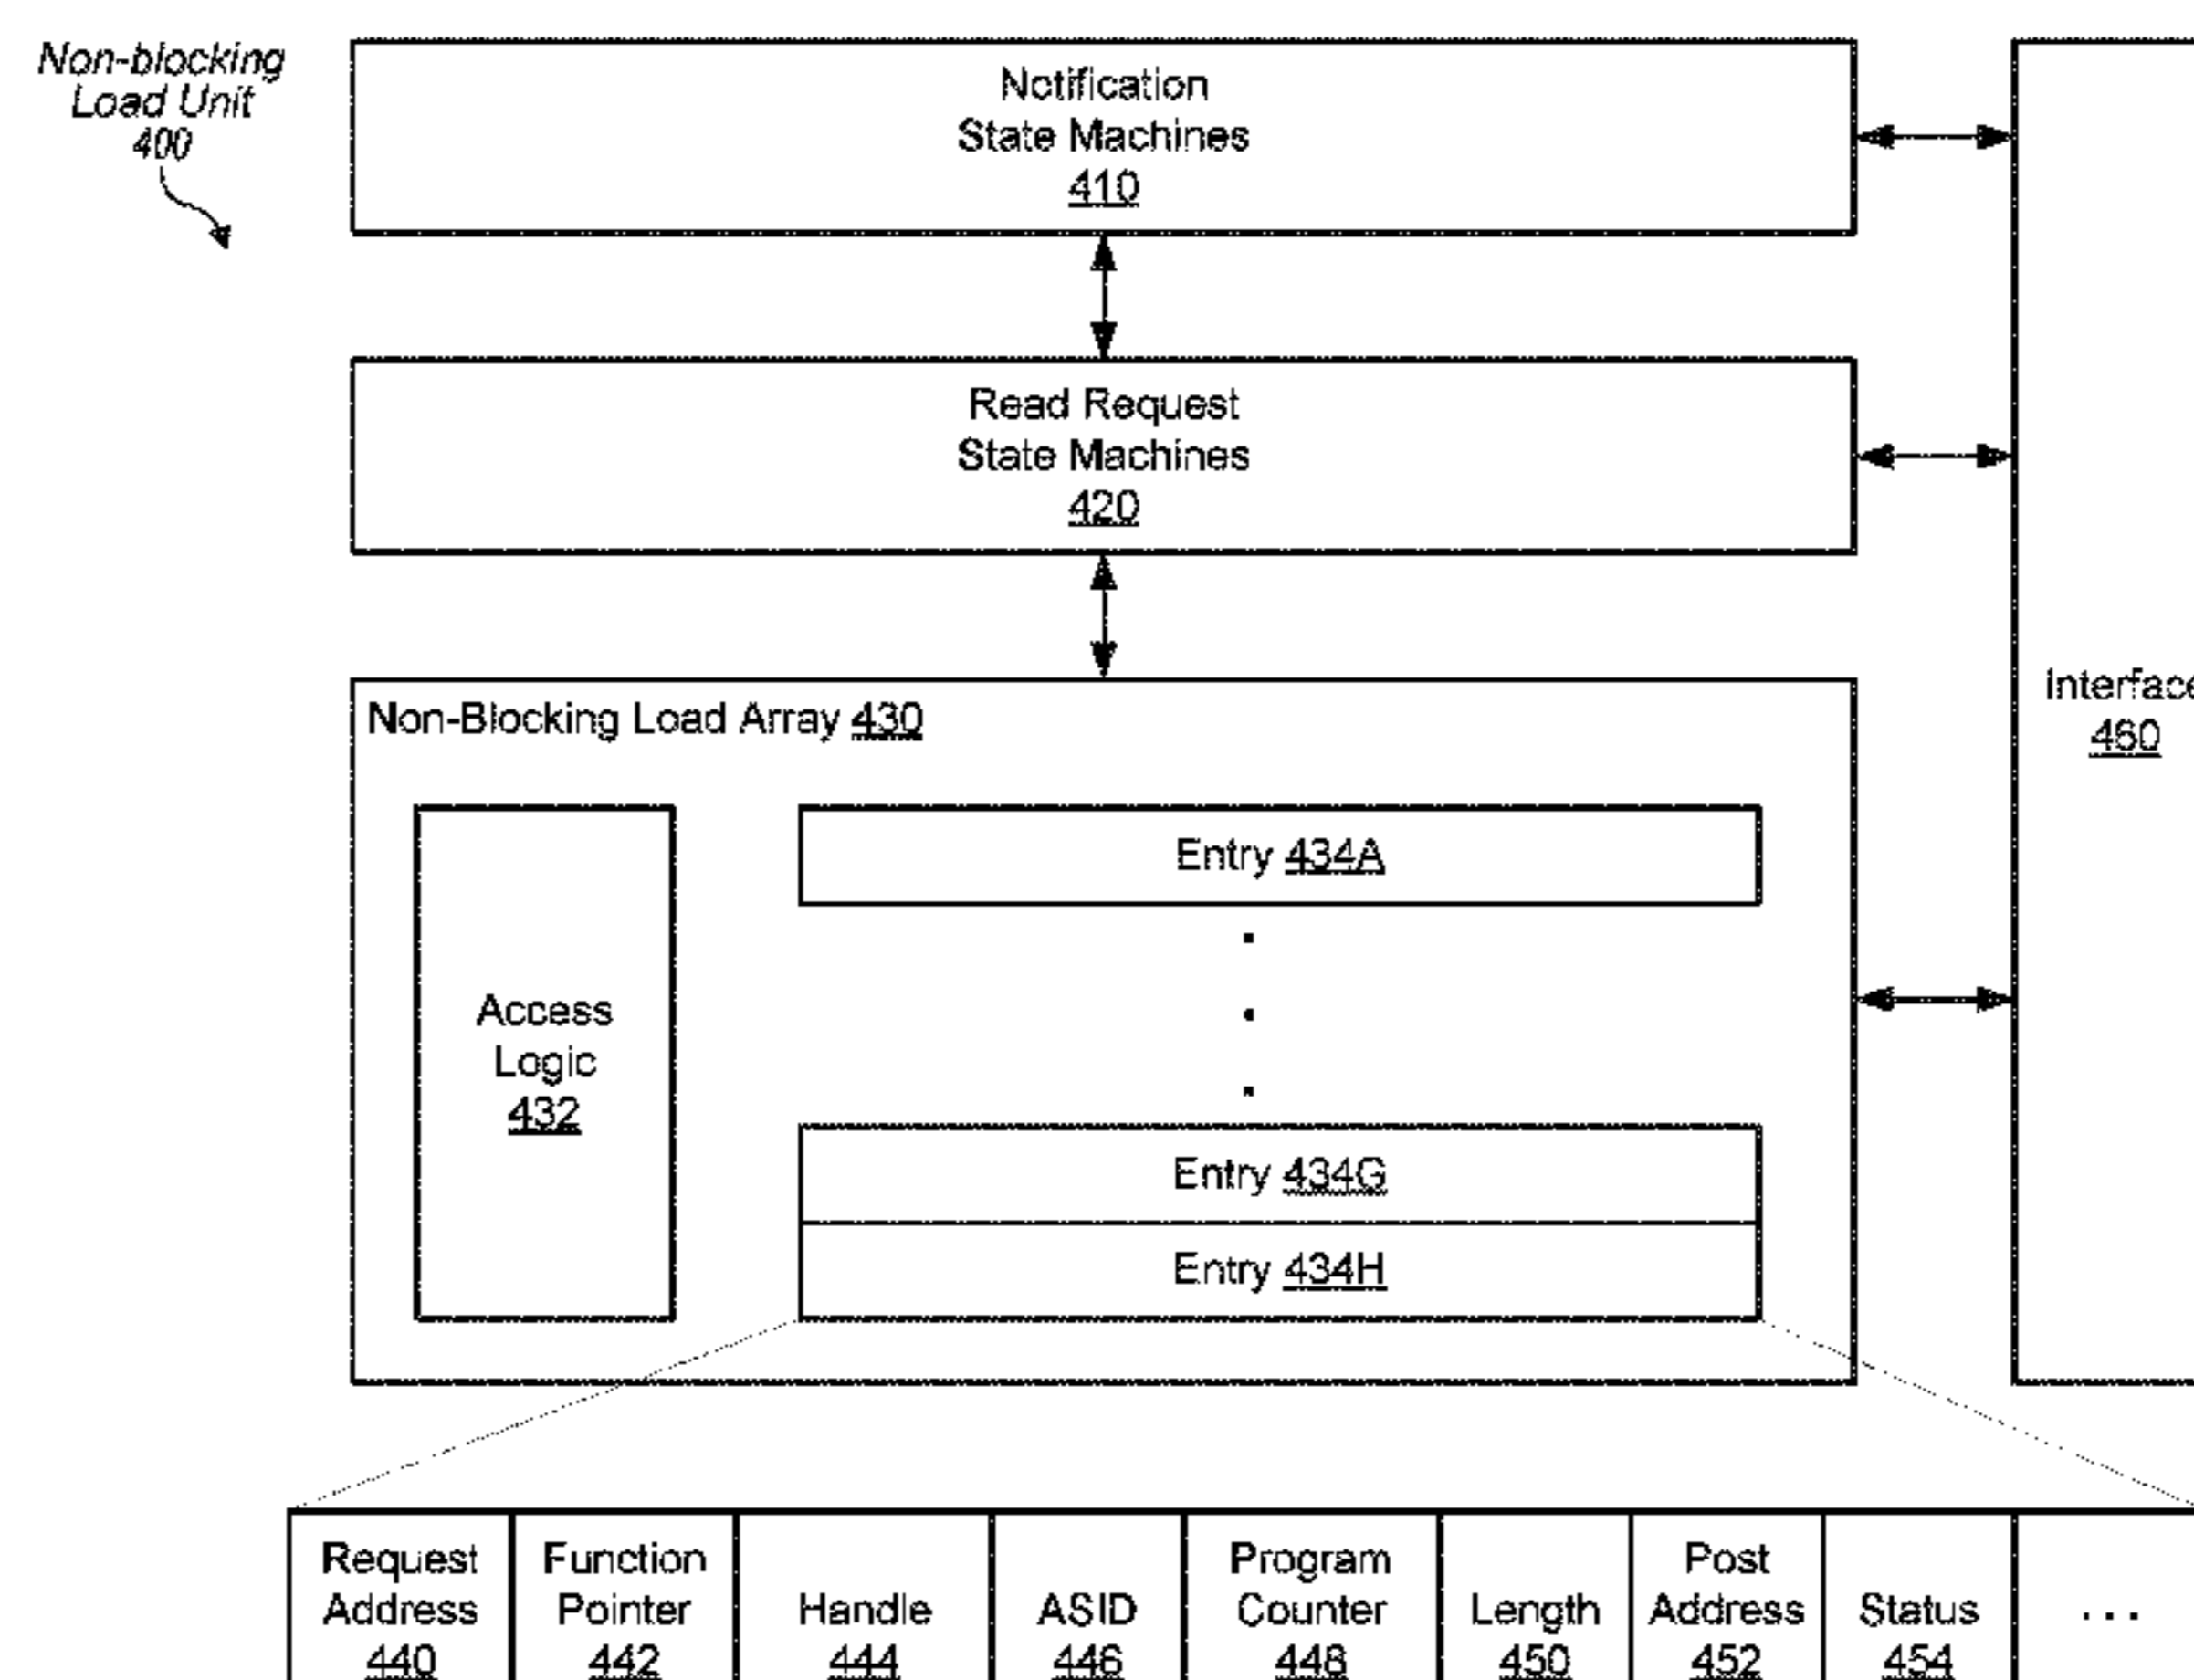 Non-blocking
Load Unit
400
Notification
State Machines
410
Read Request
State Machines
420
Interface
460
Non-Blocking Load Array 430
Access
Logic
432
Entry 434A
.
.
.
Entry 434G
Entry 434H
Request
Address
440
Function
Pointer
442
Handle
444
ASID
446
Program
Counter
448
Length
450
Post
Address
452
Status
454
. . .